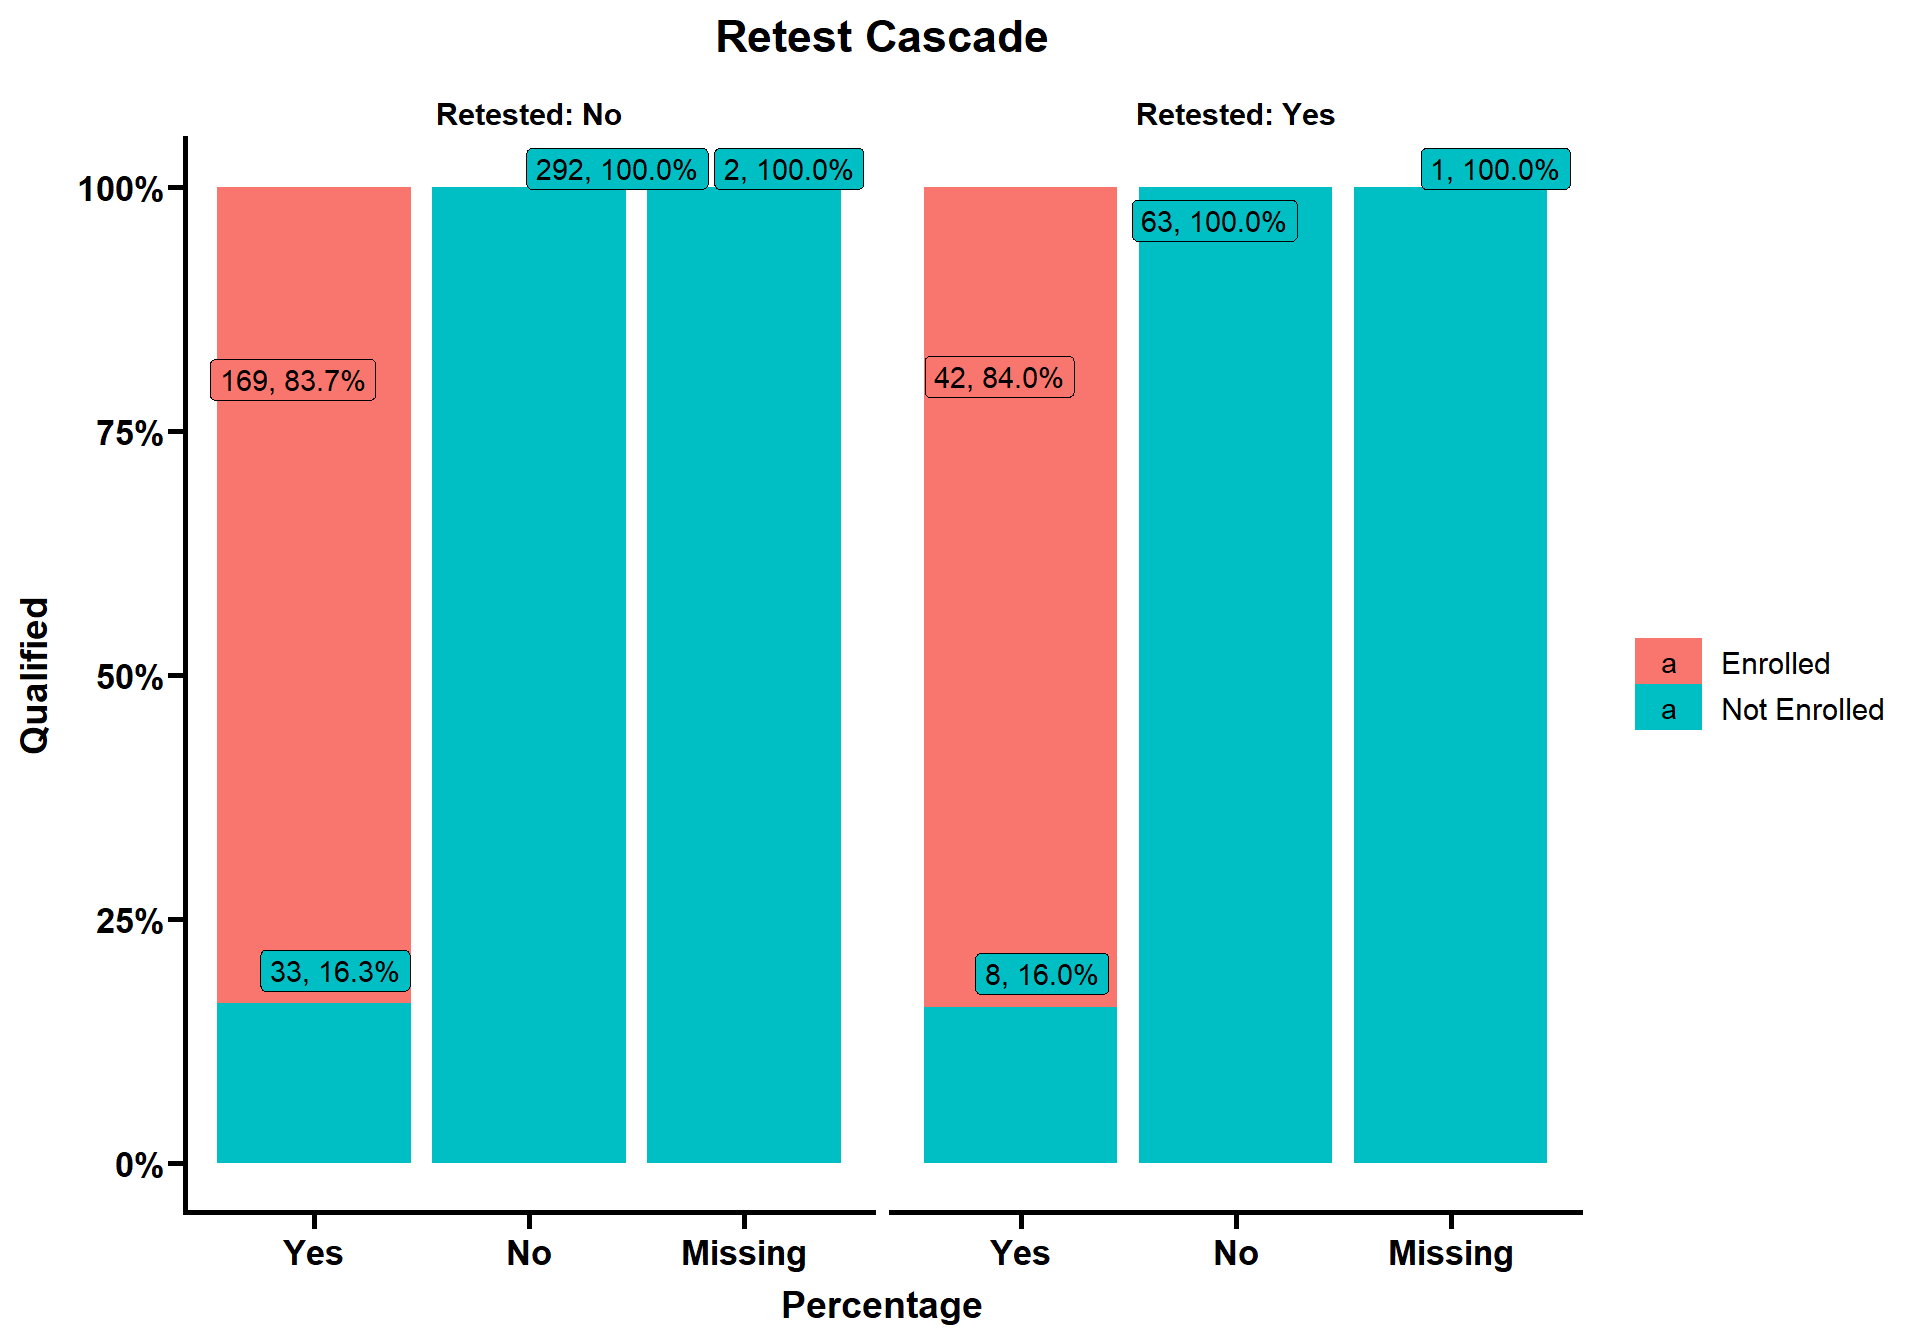 Retest Cascade
Retested: No
Retested: Yes
292, 100.0%
2, 100.0%
1, 100.0%
100%
63, 100.0%
169, 83.7%
42, 84.0%
75%
Qualified
50%
a Enrolled
a Not Enrolled
25%
33, 16.3%
8, 16.0%
0%
Yes No Missing
Yes No Missing
Percentage